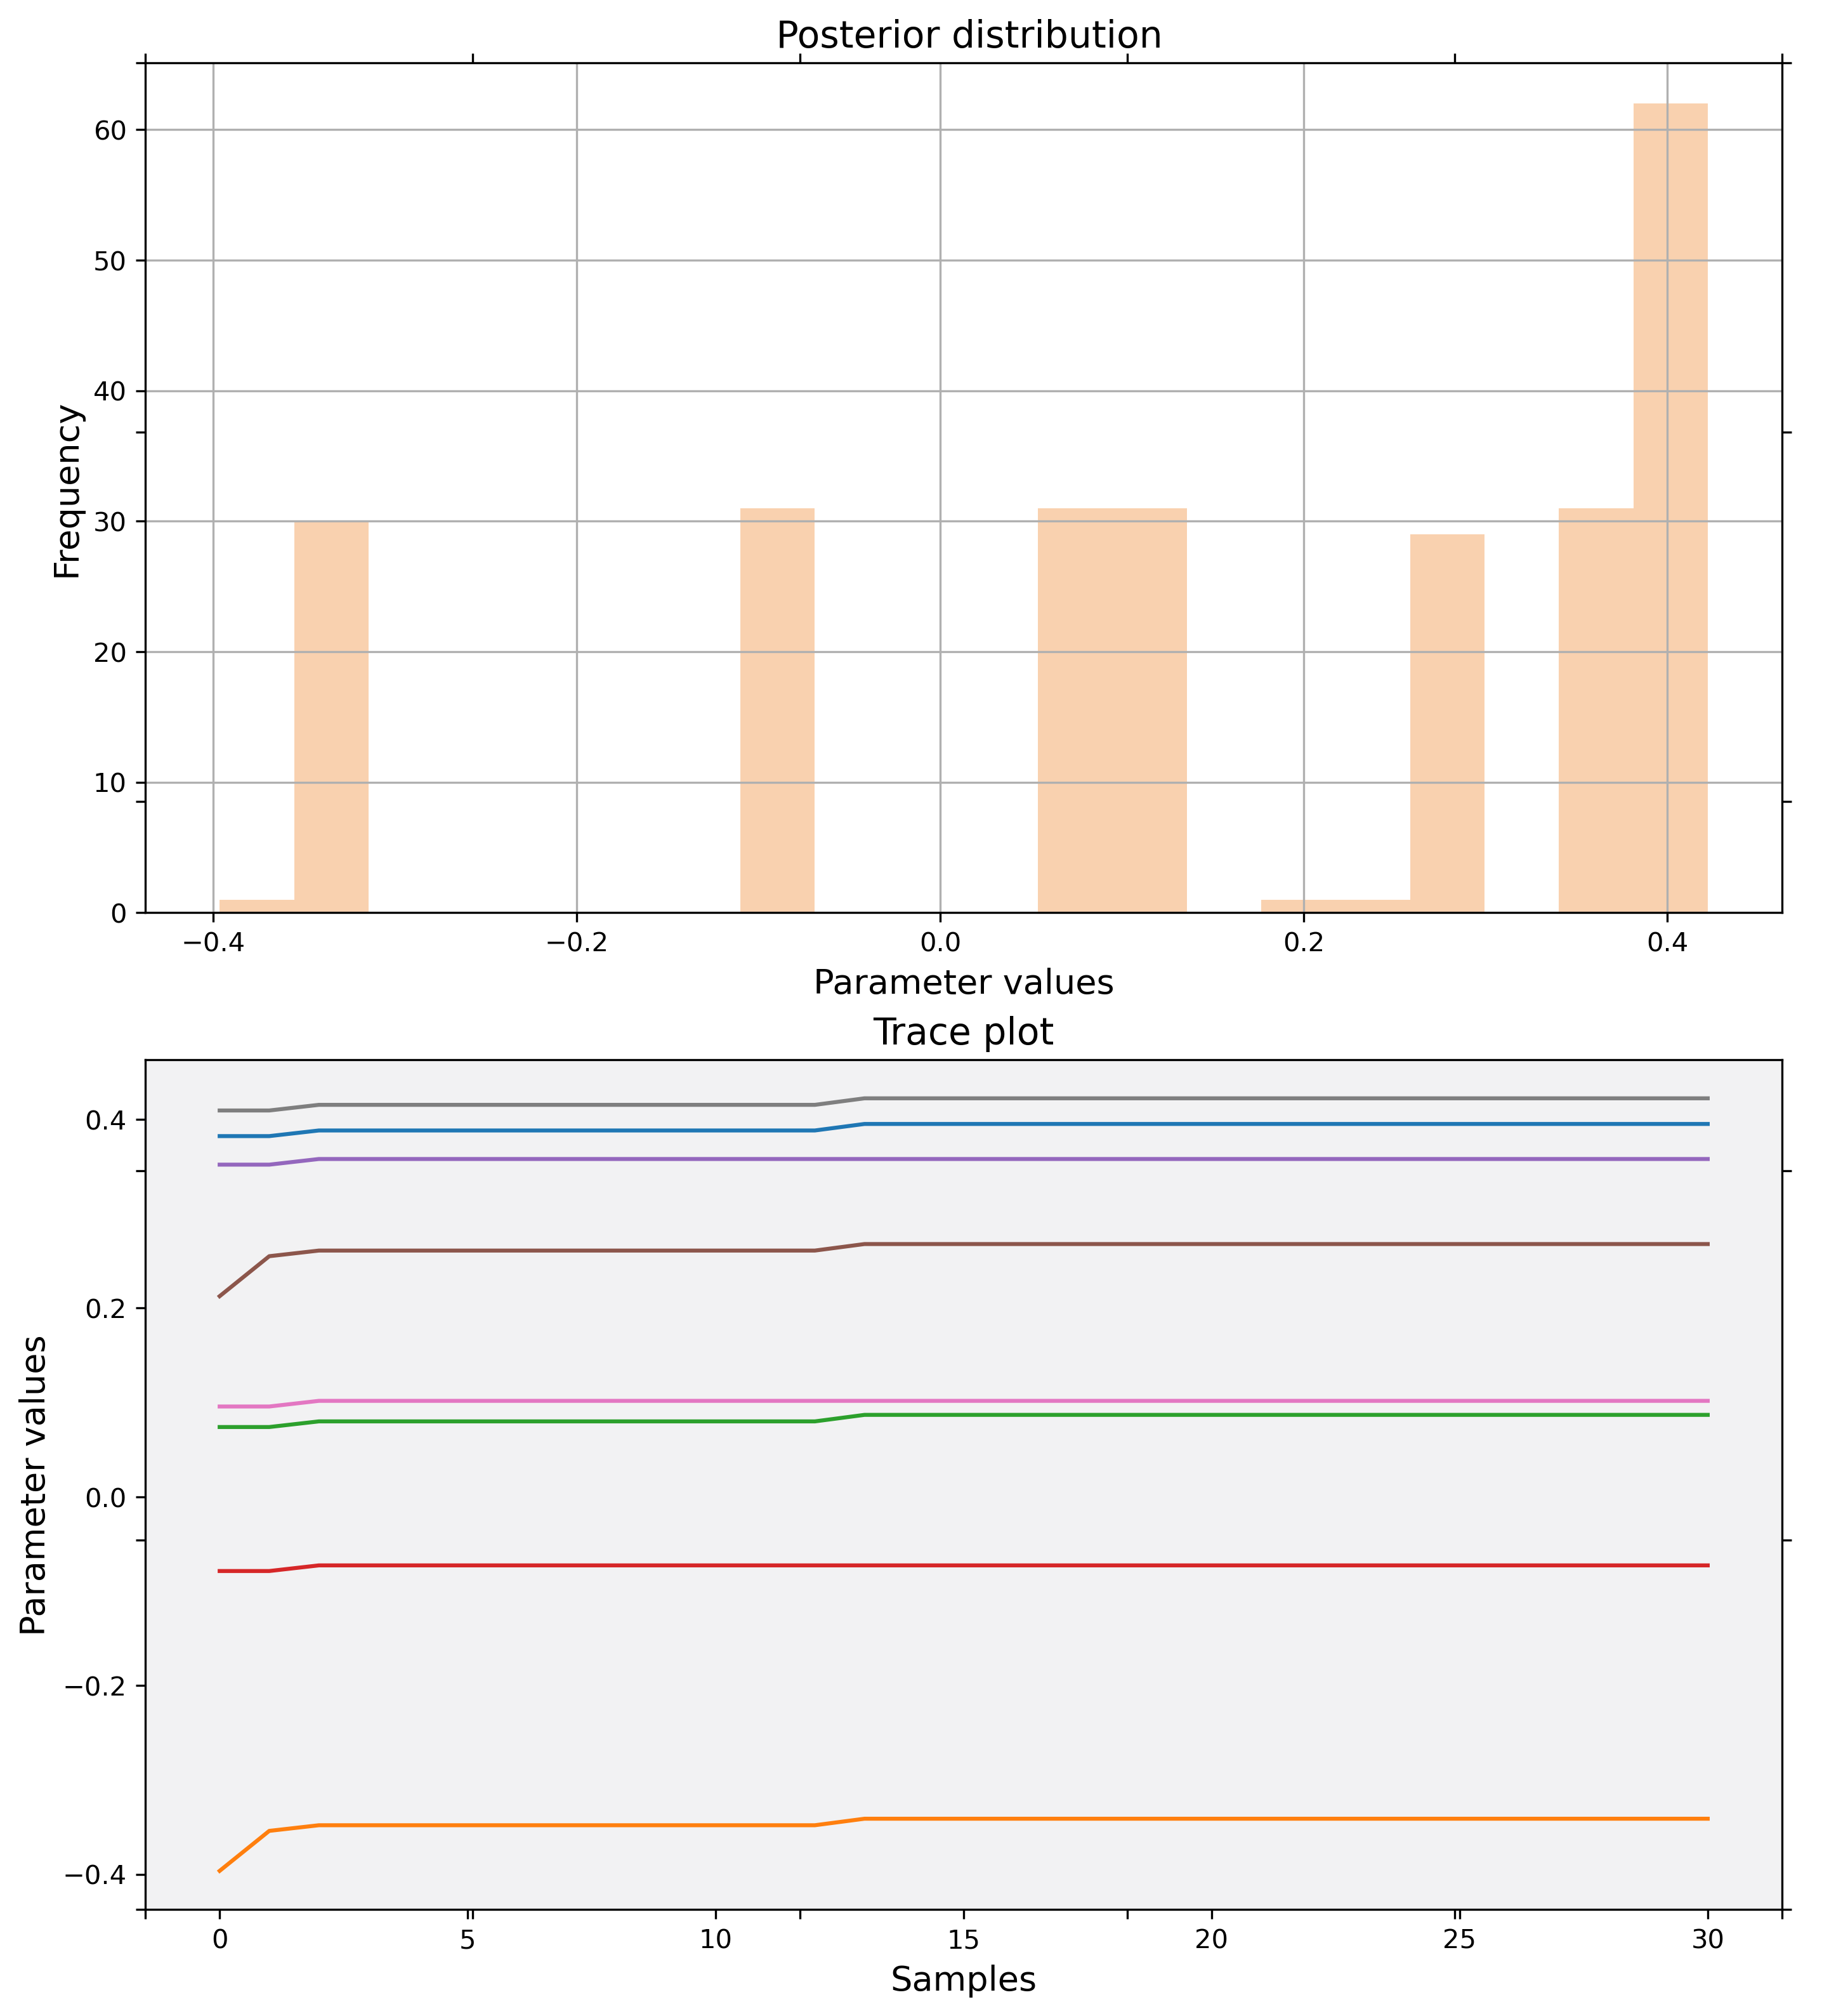 Posterior distribution
60
50
40
30
20
10
0
Frequency
−0.4 −0.2 0.0 0.2 0.4
Parameter values
Trace plot
0.4
0.2
0.0
−0.2
−0.4
Parameter values
0 5 10 15 20 25 30
Samples